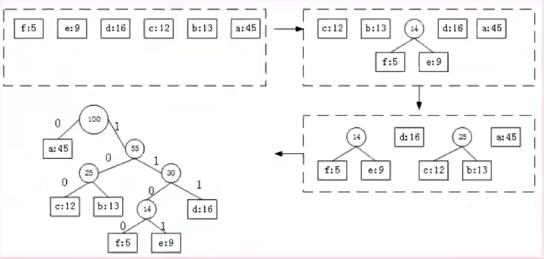 f:5 e:9 d:16 c:12 b:13 a:45
c:12 b:13 14 d:16 a:45
f:5 e:9
14 d:16 25 a:45
f:5 e:9 c:12 b:13
100
0 1
a:45 55
0 1
25 30
0 1 0 1
c:12 b:13 14 d:16
0 1
f:5 e:9